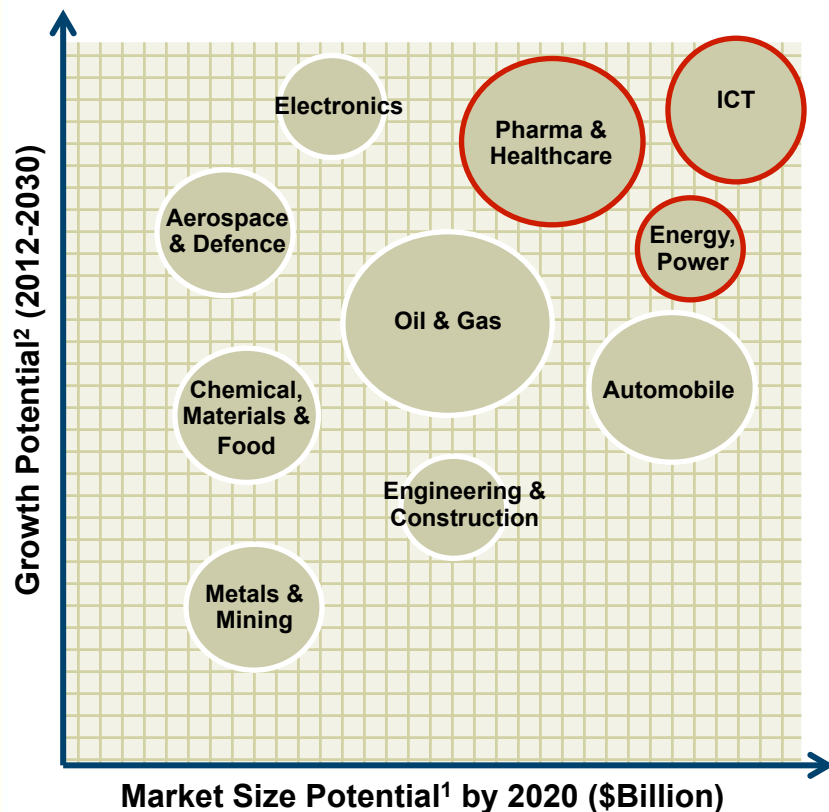 Growth Potential² (2012-2030)
Electronics
Pharma &
Healthcare
ICT
Aerospace
& Defence
Energy,
Power
Oil & Gas
Chemical,
Materials &
Food
Automobile
Engineering &
Construction
Metals &
Mining
Market Size Potential¹ by 2020 ($Billion)